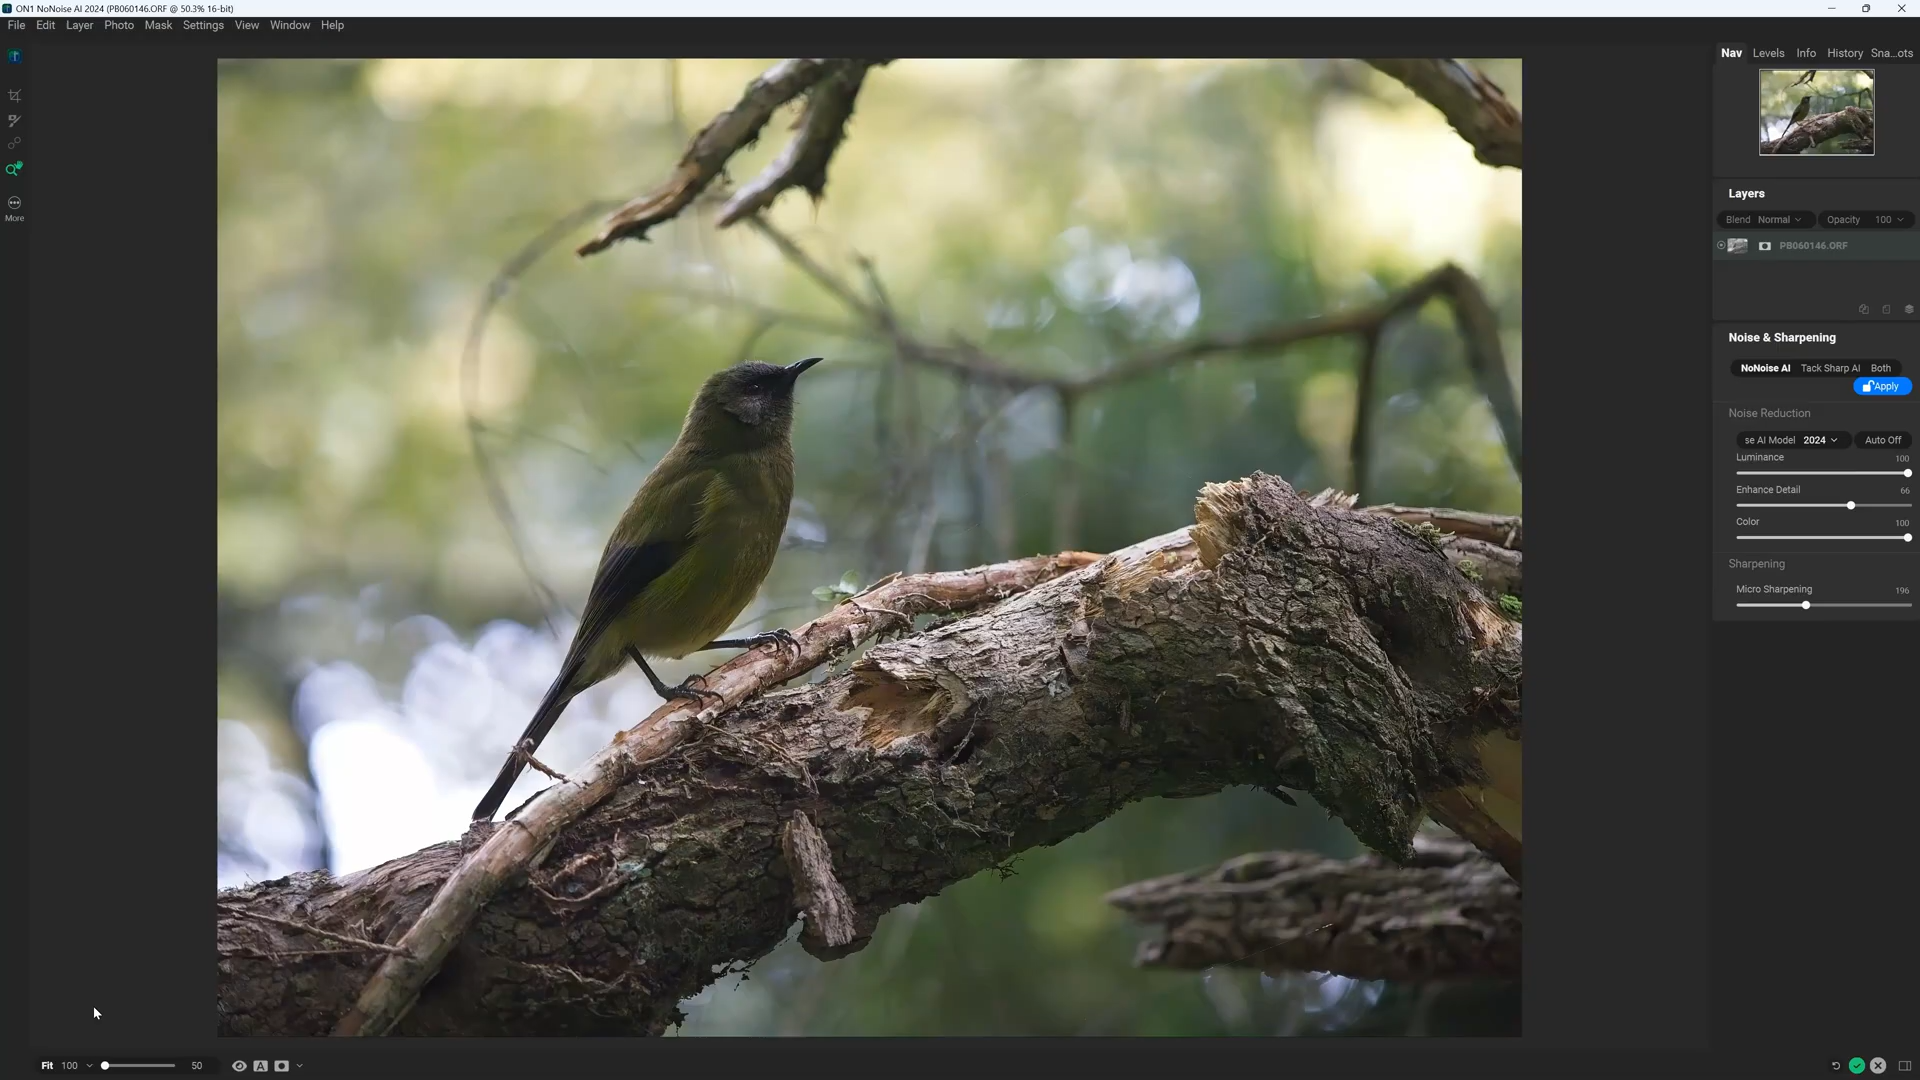 ON1 NoNoise AI 2024 (PB060146.ORF @ 50.3% 16-bit)
File Edit Layer Photo Mask Settings View Window Help
Nav Levels Info History Sna...ots
More
Layers
Blend Normal Opacity 100
PB060146.ORF
Noise & Sharpening
NoNoise AI Tack Sharp AI Both
Apply
Noise Reduction
se AI Model 2024 Auto Off
Luminance 100
Enhance Detail 66
Color 100
Sharpening
Micro Sharpening 196
Fit 100 50 A